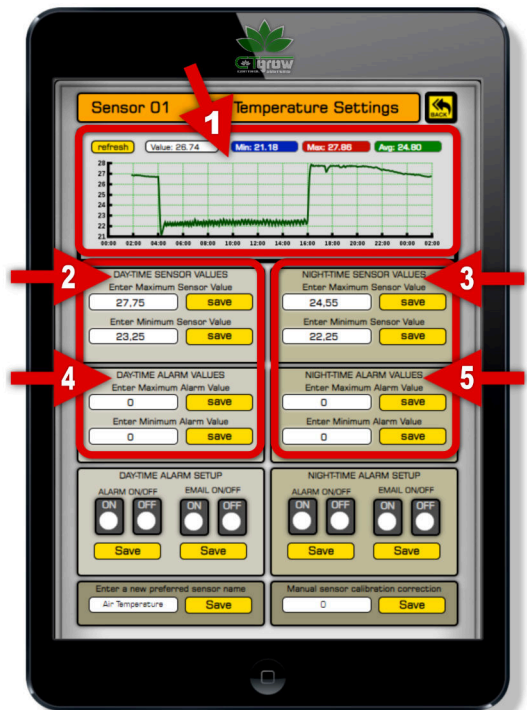 GTgrow
Sensor 01 Temperature Settings
BACK
1
refresh Value: 26.74 Min: 21.18 Max: 27.86 Avg: 24.80
28
27
26
25
24
23
22
21
00:00 02:00 04:00 06:00 08:00 10:00 12:00 14:00 16:00 18:00 20:00 22:00 00:00 02:00
2
DAY-TIME SENSOR VALUES
Enter Maximum Sensor Value
27,75 save
Enter Minimum Sensor Value
23,25 save
3
NIGHT-TIME SENSOR VALUES
Enter Maximum Sensor Value
24,55 save
Enter Minimum Sensor Value
22,25 save
4
DAY-TIME ALARM VALUES
Enter Maximum Alarm Value
0 save
Enter Minimum Alarm Value
0 save
5
NIGHT-TIME ALARM VALUES
Enter Maximum Alarm Value
0 save
Enter Minimum Alarm Value
0 save
DAY-TIME ALARM SETUP
ALARM ON/OFF EMAIL ON/OFF
ON OFF ON OFF
Save Save
NIGHT-TIME ALARM SETUP
ALARM ON/OFF EMAIL ON/OFF
ON OFF ON OFF
Save Save
Enter a new preferred sensor name
Air Temperature Save
Manual sensor calibration correction
0 Save